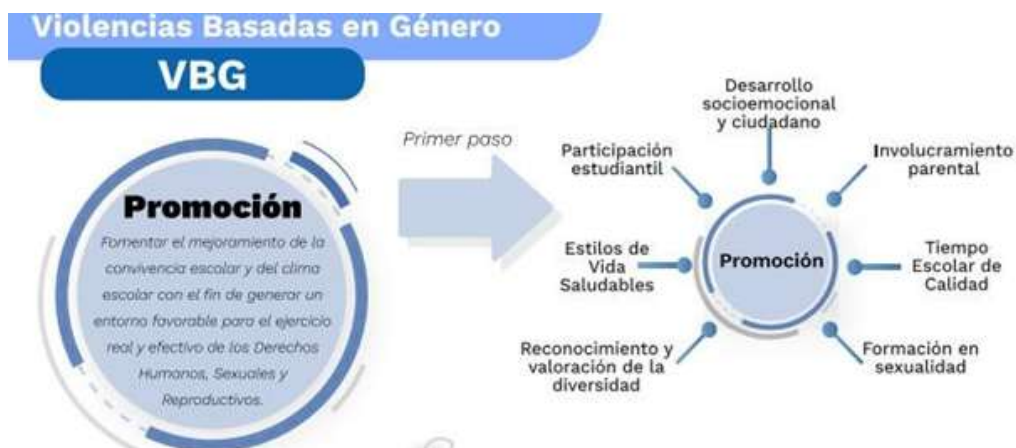 Violencias Basadas en Género
VBG
Promoción
Fomentar el mejoramiento de la
convivencia escolar y del clima
escolar con el fin de generar un
entorno favorable para el ejercicio
real y efectivo de los Derechos
Humanos, Sexuales y
Reproductivos.
Primer paso
Desarrollo
socioemocional
y ciudadano
Participación
estudiantil
Involucramiento
parental
Estilos de
Vida
Saludables
Promoción
Tiempo
Escolar de
Calidad
Reconocimiento y
valoración de la
diversidad
Formación en
sexualidad